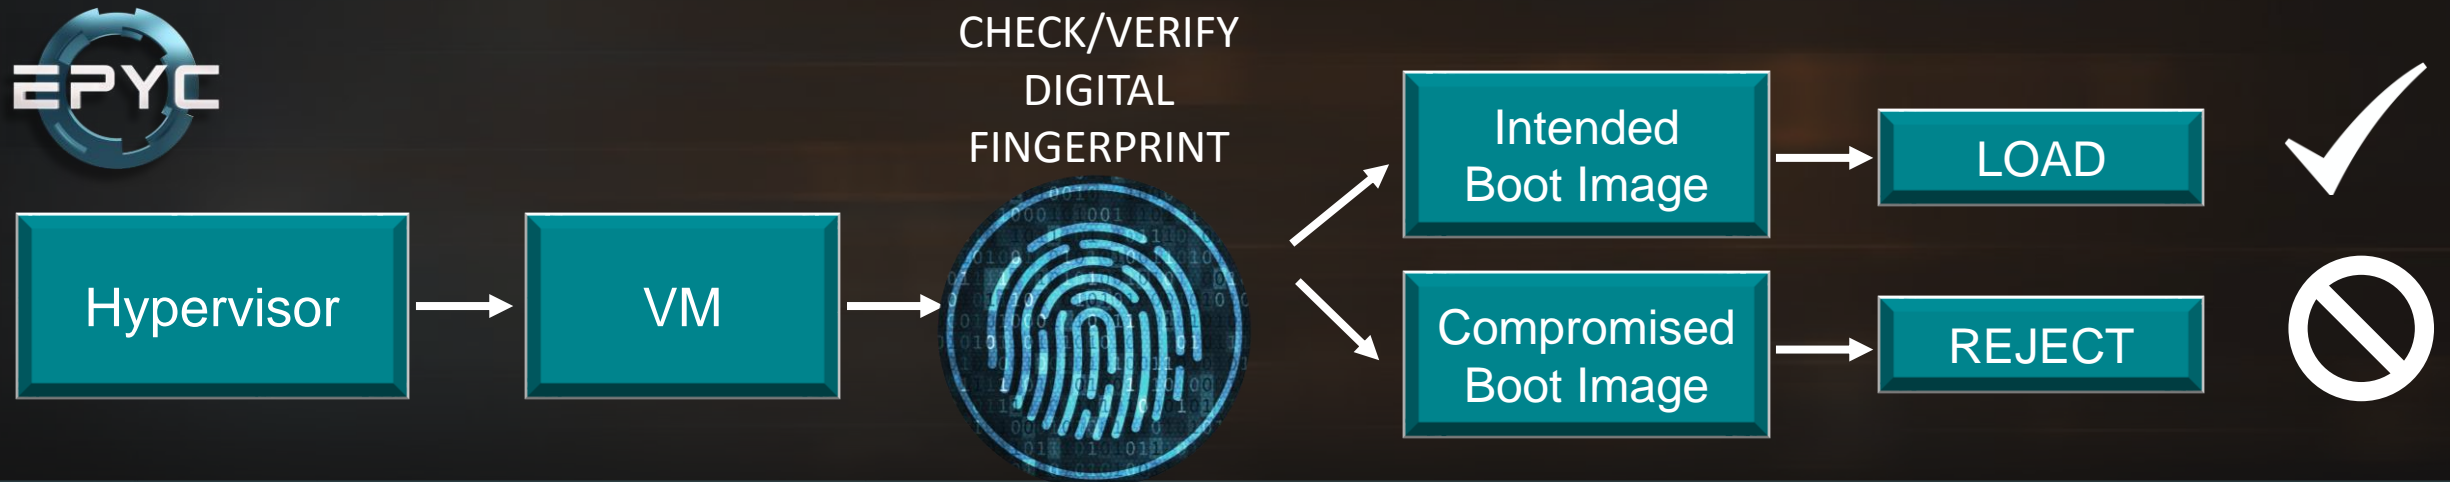 EPYC
CHECK/VERIFY
DIGITAL
FINGERPRINT
Hypervisor
VM
Intended
Boot Image
LOAD
Compromised
Boot Image
REJECT